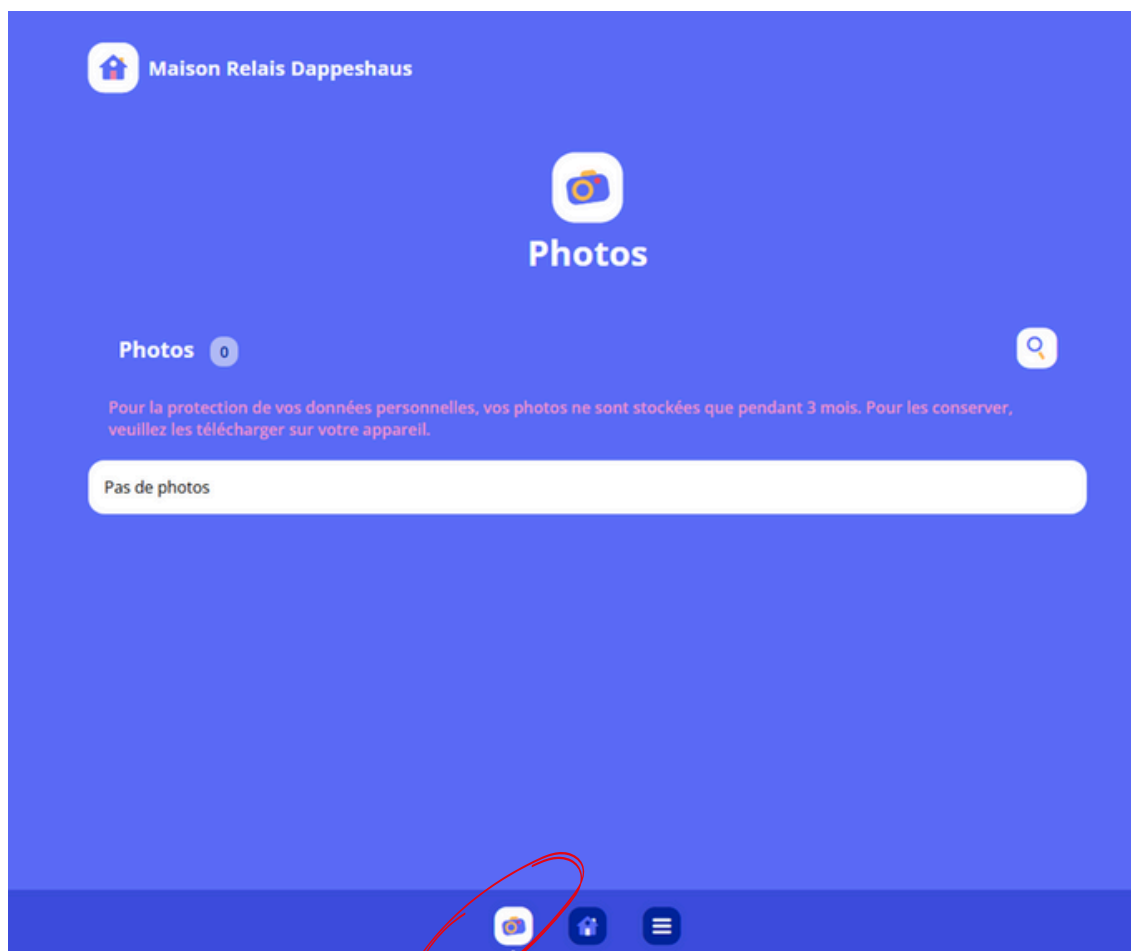 Maison Relais Dappeshaus
Photos
Photos 0
Pour la protection de vos données personnelles, vos photos ne sont stockées que pendant 3 mois. Pour les conserver,
veuillez les télécharger sur votre appareil.
Pas de photos